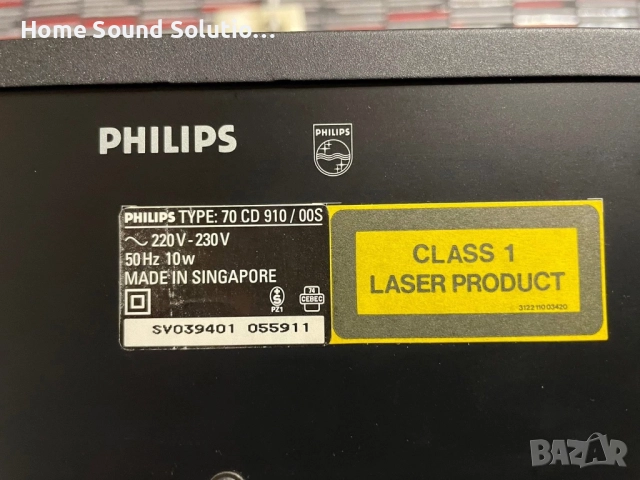 Home Sound Solutio...
PHILIPS
PHILIPS
PHILIPS TYPE: 70 CD 910 / 00S
~ 220V - 230V
50Hz 10w
MADE IN SINGAPORE
PZ1
74
CEBEC
SV039401 055911
CLASS 1
LASER PRODUCT
3122 110 03420
BAZAR